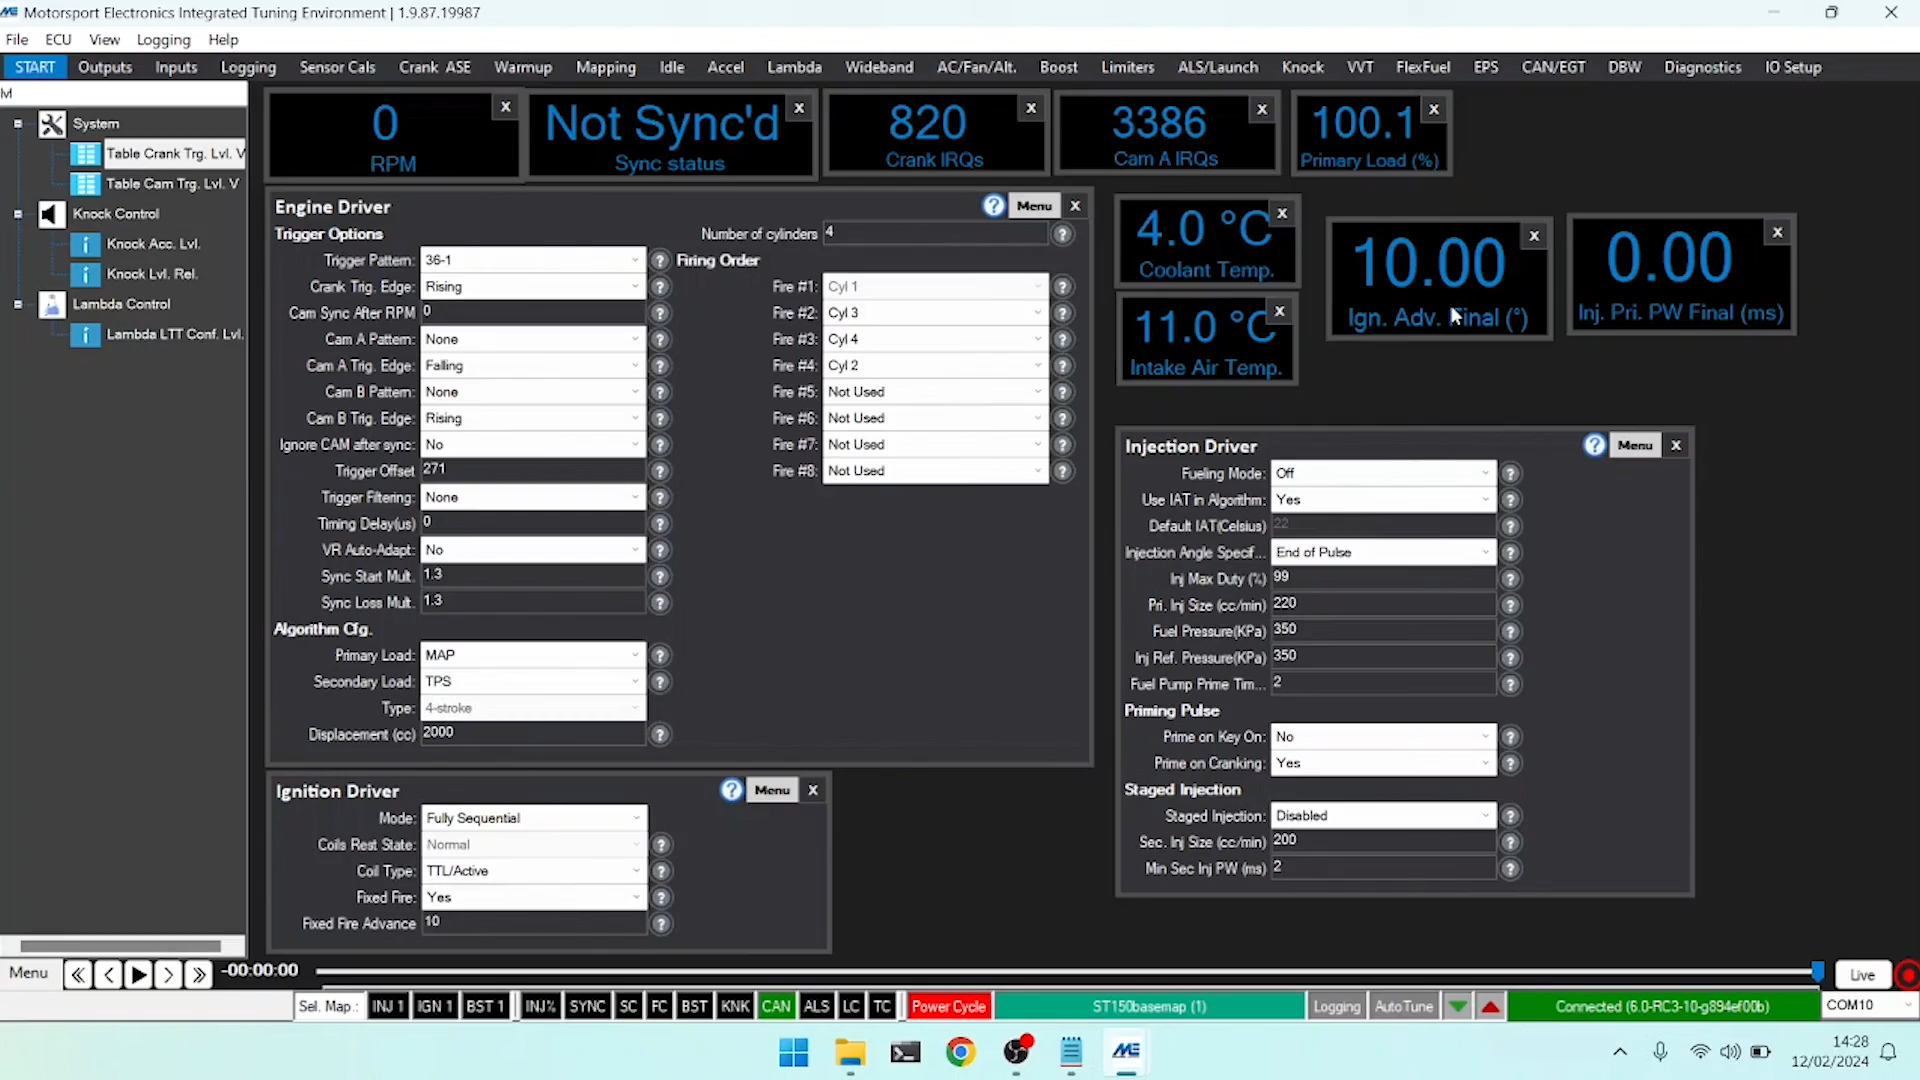 ME Motorsport Electronics Integrated Tuning Environment | 1.9.87.19987
File ECU View Logging Help
START Outputs Inputs Logging Sensor Cals Crank ASE Warmup Mapping Idle Accel Lambda Wideband AC/Fan/Alt. Boost Limiters ALS/Launch Knock VVT FlexFuel EPS CAN/EGT DBW Diagnostics IO Setup
M
System
Table Crank Trg. Lvl. V
Table Cam Trg. Lvl. V
Knock Control
Knock Acc. Lvl.
Knock Lvl. Rel.
Lambda Control
Lambda LTT Conf. Lvl.
0
RPM
Not Sync'd
Sync status
820
Crank IRQs
3386
Cam A IRQs
100.1
Primary Load (%)
4.0 °C
Coolant Temp.
11.0 °C
Intake Air Temp.
10.00
Ign. Adv. Final (°)
0.00
Inj. Pri. PW Final (ms)
Engine Driver
Menu
Trigger Options
Trigger Pattern: 36-1
Crank Trig. Edge: Rising
Cam Sync After RPM 0
Cam A Pattern: None
Cam A Trig. Edge: Falling
Cam B Pattern: None
Cam B Trig. Edge: Rising
Ignore CAM after sync: No
Trigger Offset 271
Trigger Filtering: None
Timing Delay(us) 0
VR Auto-Adapt: No
Sync Start Mult. 1.3
Sync Loss Mult. 1.3
Algorithm Cfg.
Primary Load: MAP
Secondary Load: TPS
Type: 4-stroke
Displacement (cc) 2000
Number of cylinders 4
Firing Order
Fire #1: Cyl 1
Fire #2: Cyl 3
Fire #3: Cyl 4
Fire #4: Cyl 2
Fire #5: Not Used
Fire #6: Not Used
Fire #7: Not Used
Fire #8: Not Used
Ignition Driver
Menu
Mode: Fully Sequential
Coils Rest State: Normal
Coil Type: TTL/Active
Fixed Fire: Yes
Fixed Fire Advance 10
Injection Driver
Menu
Fueling Mode: Off
Use IAT in Algorithm: Yes
Default IAT(Celsius) 22
Injection Angle Specif... End of Pulse
Inj Max Duty (%) 99
Pri. Inj Size (cc/min) 220
Fuel Pressure(KPa) 350
Inj Ref. Pressure(KPa) 350
Fuel Pump Prime Tim... 2
Priming Pulse
Prime on Key On: No
Prime on Cranking: Yes
Staged Injection
Staged Injection: Disabled
Sec. Inj Size (cc/min) 200
Min Sec Inj PW (ms) 2
Menu -00:00:00 Live
Sel. Map.: INJ 1 IGN 1 BST 1 INJ% SYNC SC FC BST KNK CAN ALS LC TC Power Cycle ST150basemap (1) Logging AutoTune Connected (6.0-RC3-10-g894ef00b) COM10
ME
14:28
12/02/2024